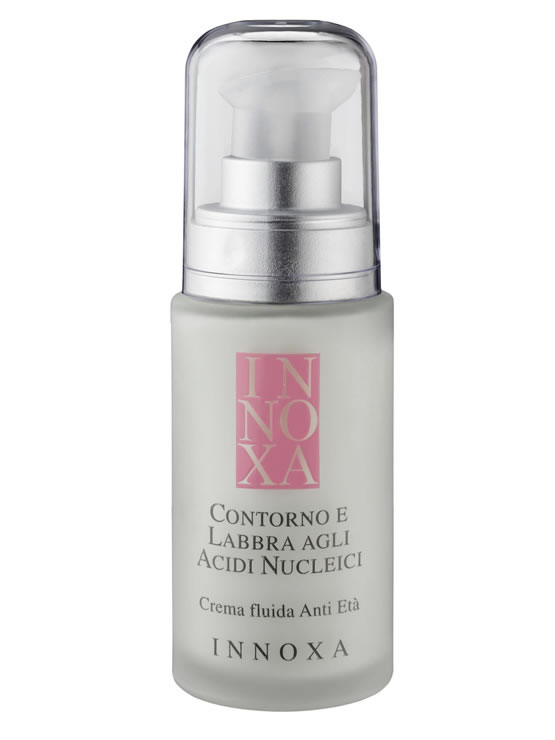 IN
NO
XA
CONTORNO E
LABBRA AGLI
ACIDI NUCLEICI
Crema fluida Anti Età
INNOXA